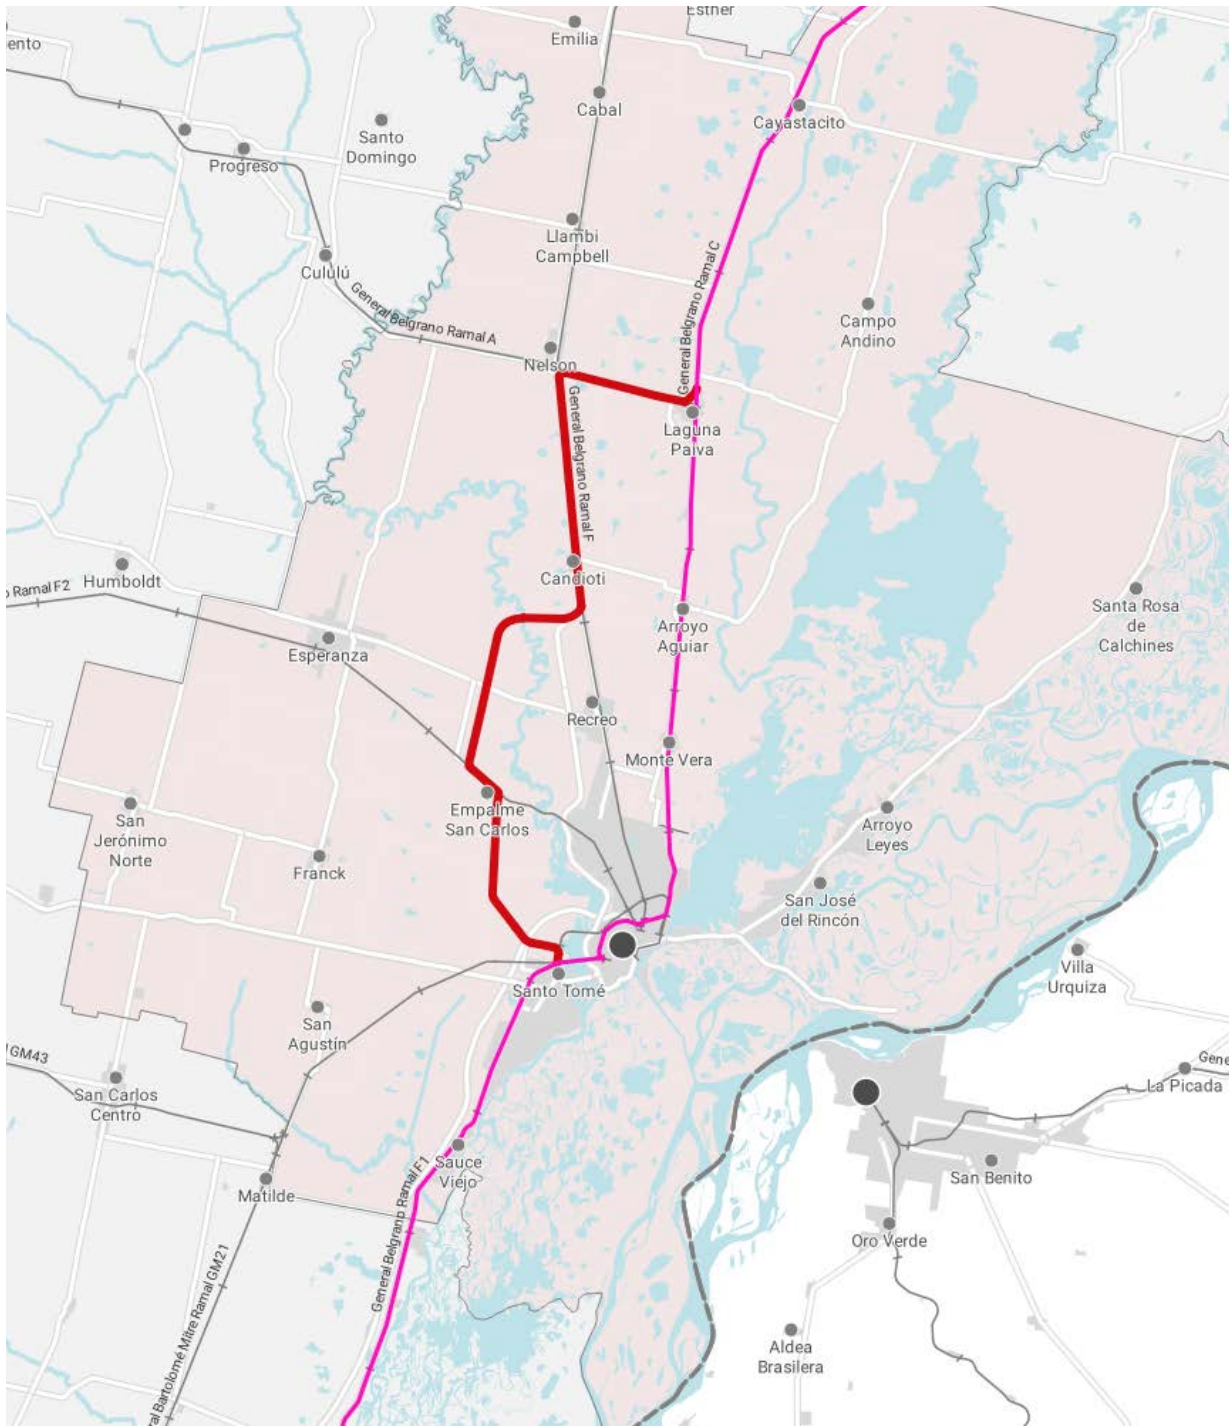 Esther
Emilia
ento
Cabal
Cayastacito
Santo
Domingo
Progreso
Llambi
Campbell
Cululú
General Belgrano Ramal C
General Belgrano Ramal A
Campo
Andino
Nelson
General Belgrano Ramal F
Laguna
Paiva
Candioti
Humboldt
o Ramal F2
Santa Rosa
de
Calchines
Arroyo
Aguiar
Esperanza
Recreo
Monte Vera
Empalme
San Carlos
San
Jerónimo
Norte
Arroyo
Leyes
Franck
San José
del Rincón
Villa
Urquiza
Santo Tomé
San
Agustín
GM43
San Carlos
Centro
Gene
La Picada
Sauce
Viejo
San Benito
Matilde
General Belgrano Ramal F1
Oro Verde
ral Bartolomé Mitre Ramal GM21
Aldea
Brasilera